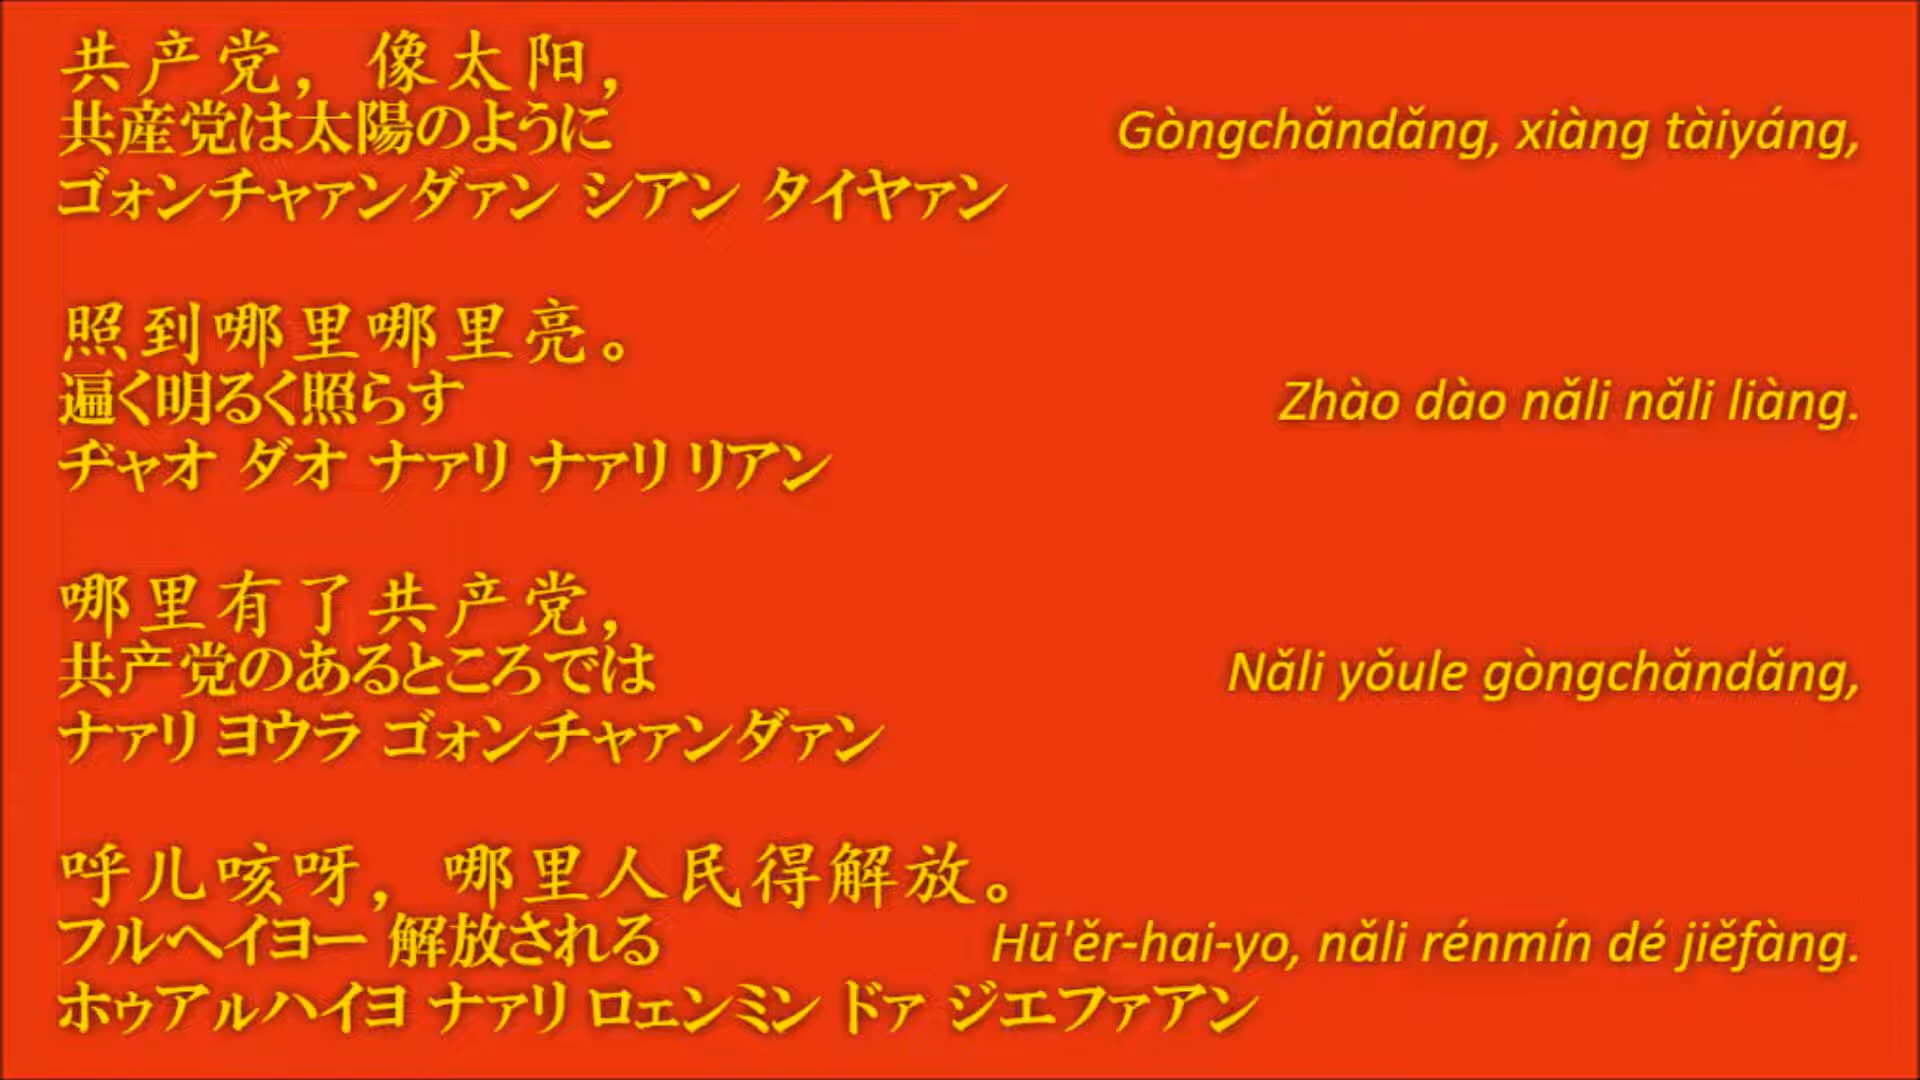 共产党，像太阳，
共産党は太陽のように
Gòngchǎndǎng, xiàng tàiyáng,
ゴォンチャァンダァン シアン タイヤァン
照到哪里哪里亮。
遍く明るく照らす
Zhào dào nǎli nǎli liàng.
ヂャオ ダオ ナァリ ナァリ リアン
哪里有了共产党，
共产党のあるところでは
Nǎli yǒule gòngchǎndǎng,
ナァリ ヨウラ ゴォンチャァンダァン
呼儿咳呀，哪里人民得解放。
フルヘイヨー 解放される
Hū'ěr-hai-yo, nǎli rénmín dé jiěfàng.
ホゥアルハイヨ ナァリ ロェンミン ドァ ジエファアン